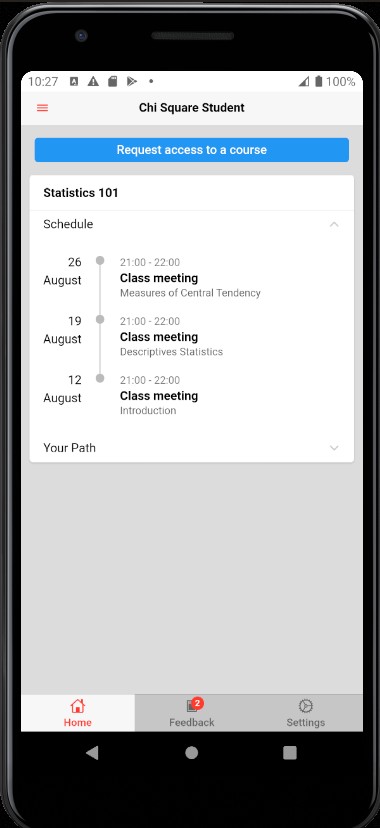 10:27
100%
Chi Square Student
Request access to a course
Statistics 101
Schedule
26
August
21:00 - 22:00
Class meeting
Measures of Central Tendency
19
August
21:00 - 22:00
Class meeting
Descriptives Statistics
12
August
21:00 - 22:00
Class meeting
Introduction
Your Path
2
Home
Feedback
Settings